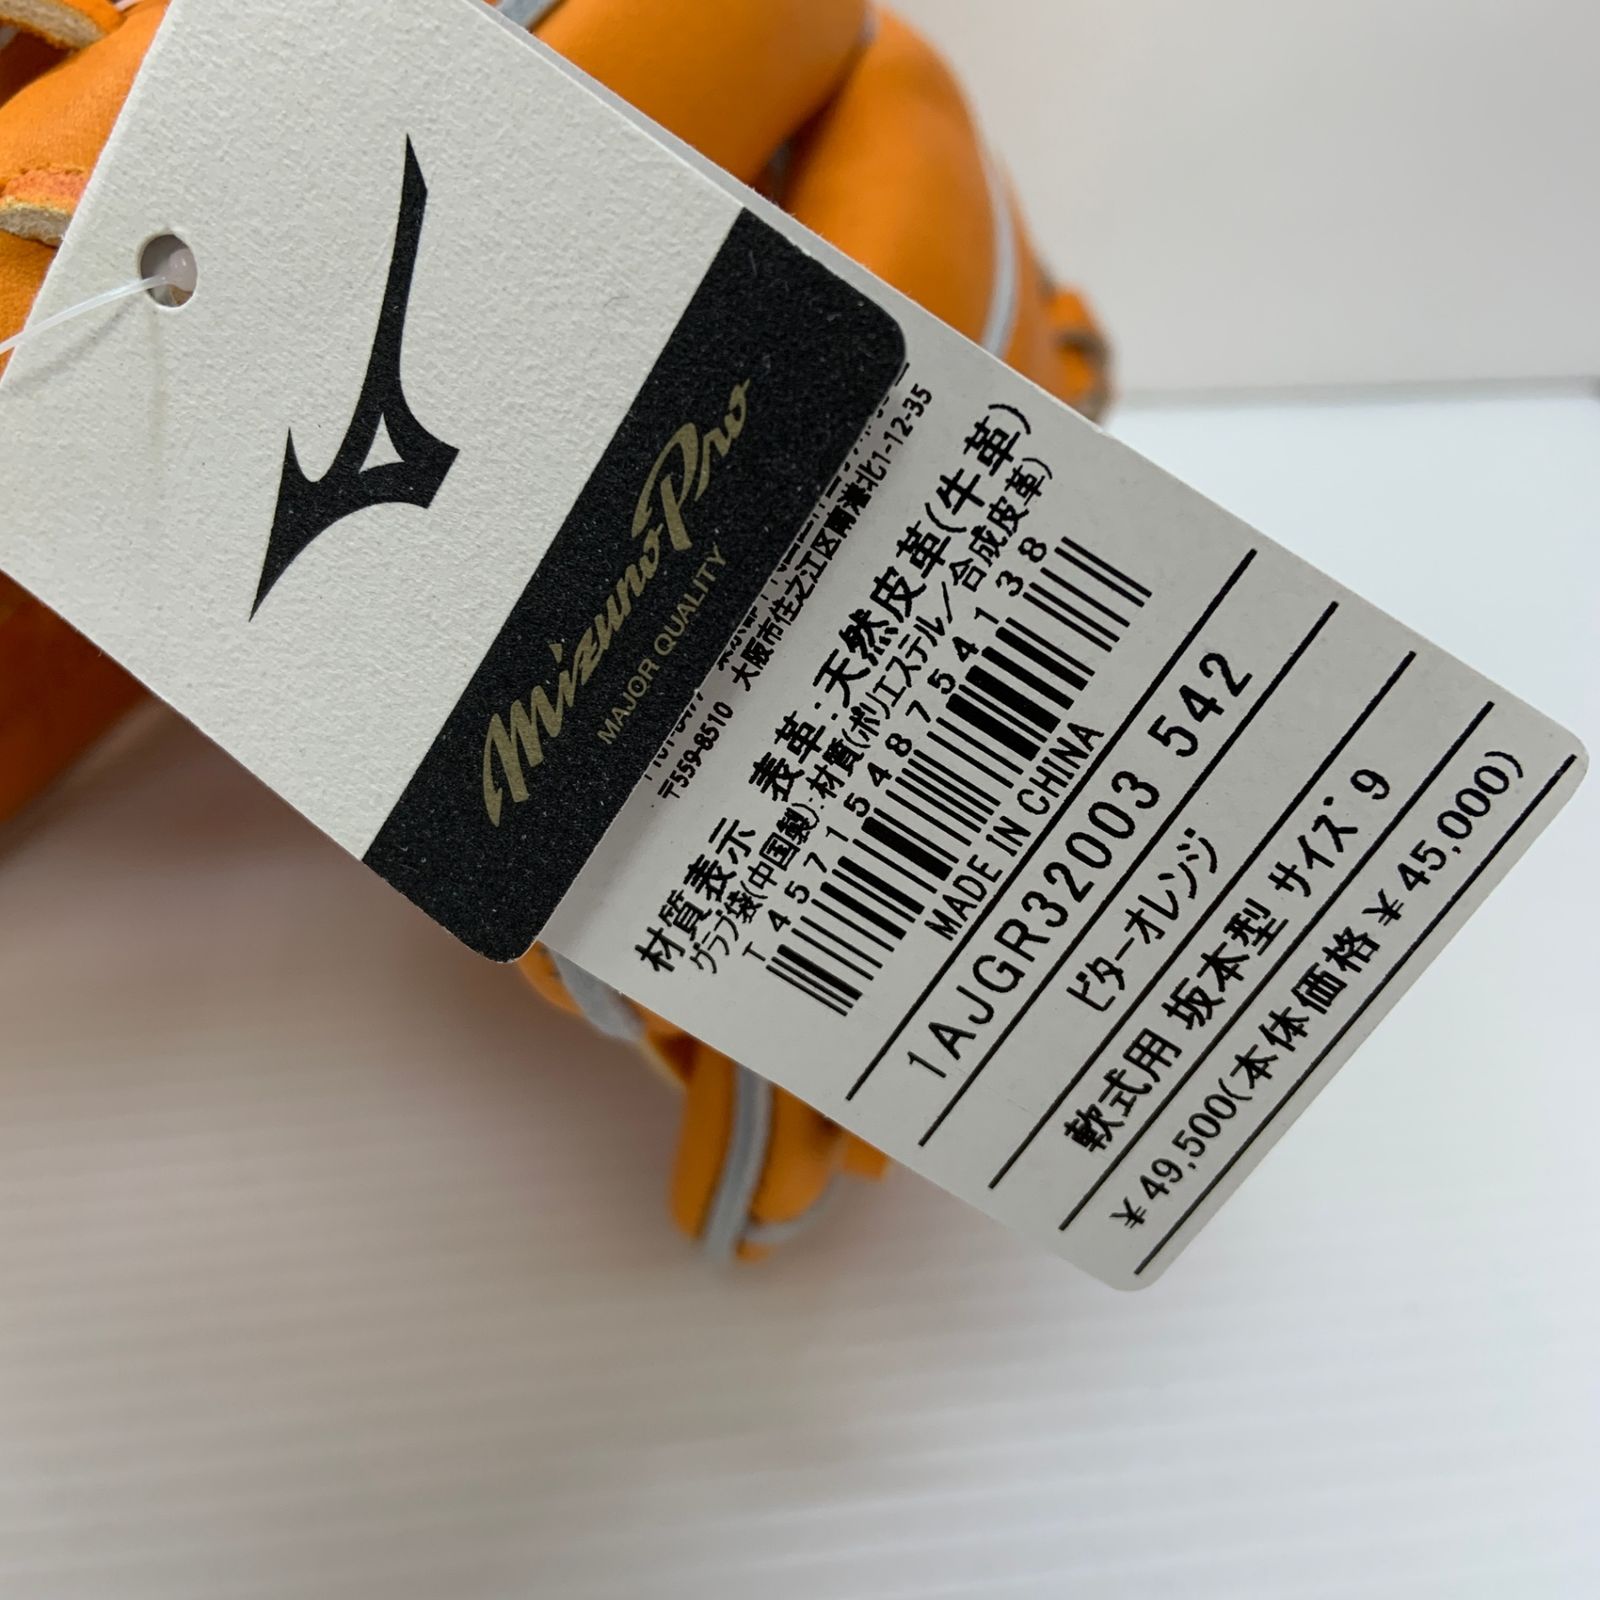 Mizuno Pro
MAJOR QUALITY
〒559-8510 大阪市住之江区南港北1-12-35
材質表示 表革:天然皮革(牛革)
グラブ袋(中国製):材質(ポリエステル/合成皮革)
T 4571548754138
MADE IN CHINA
1AJGR32003 542
ビターオレンジ
軟式用 坂本型 サイズ 9
¥49,500(本体価格 ¥45,000)